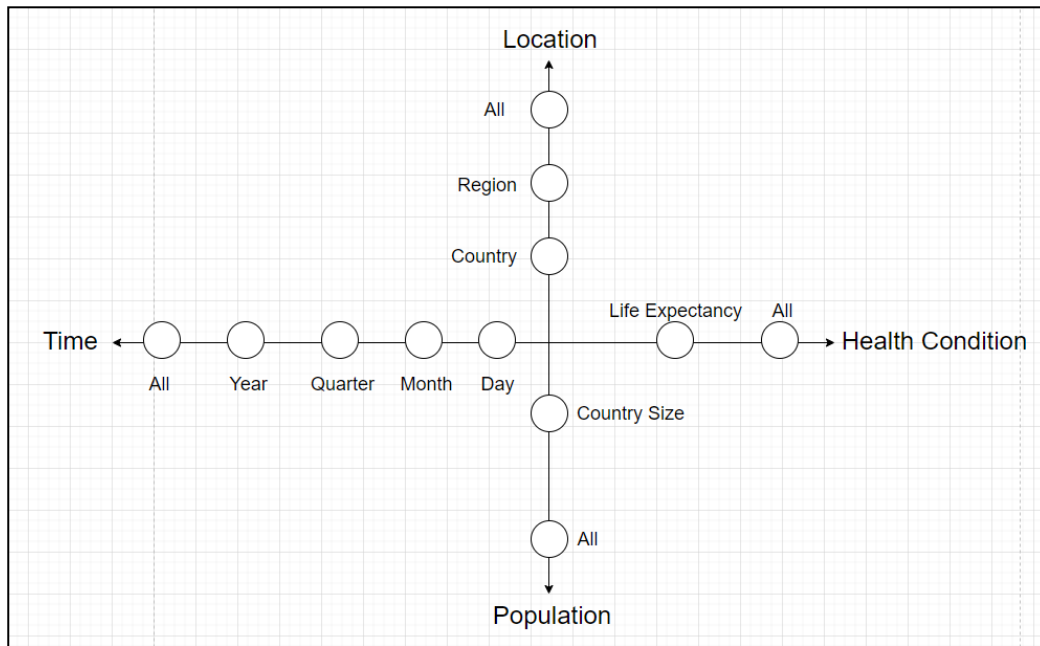 Location
All
Region
Country
Life Expectancy All
Time
Health Condition
All Year Quarter Month Day
Country Size
All
Population